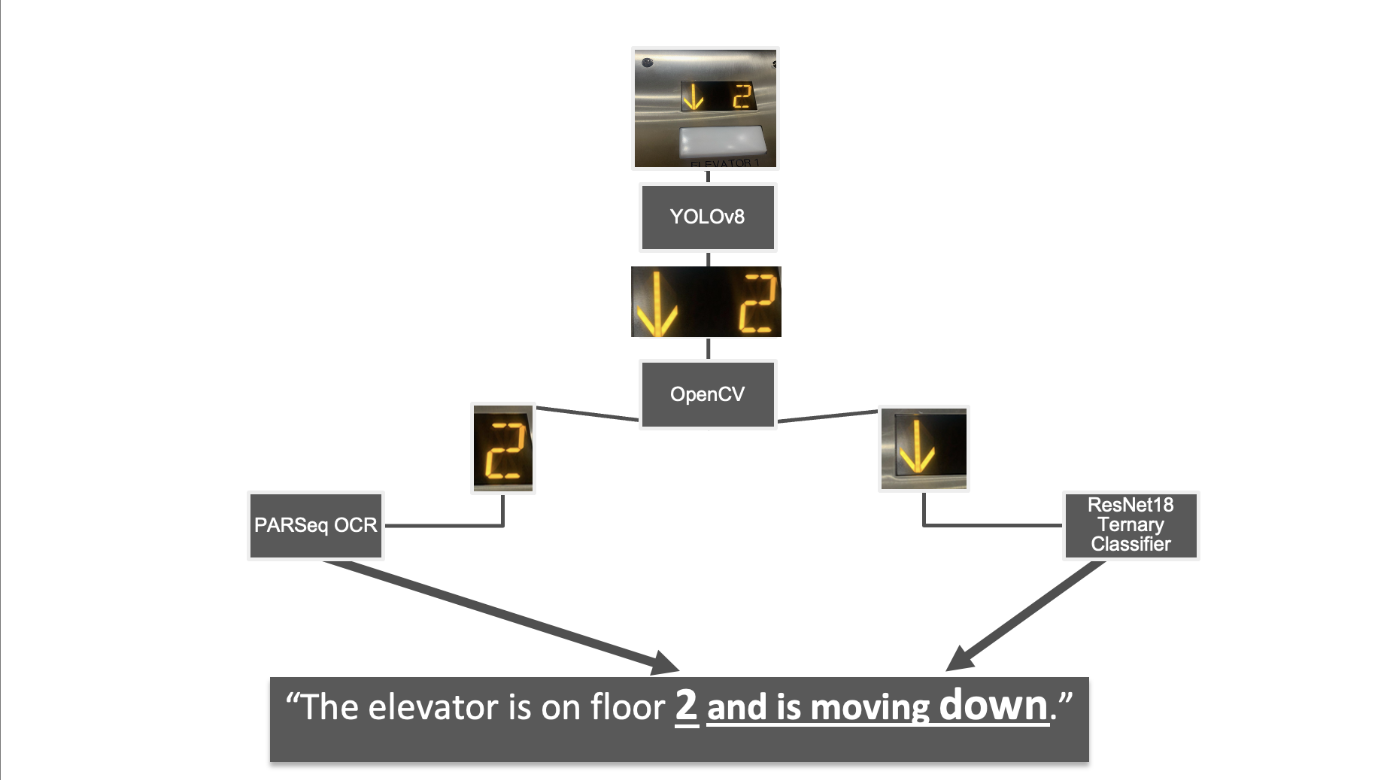 2
ELEVATOR 1
YOLOv8
2
OpenCV
2
PARSeq OCR
ResNet18
Ternary
Classifier
“The elevator is on floor 2 and is moving down.”